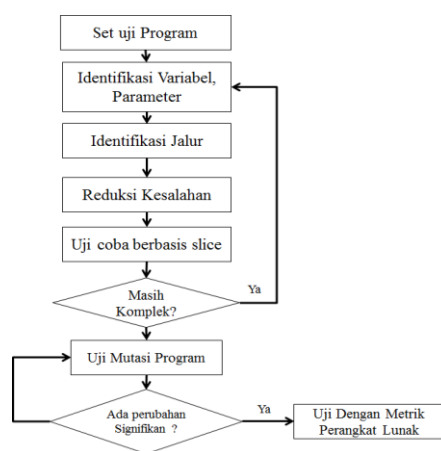 Set uji Program
Identifikasi Variabel,
Parameter
Identifikasi Jalur
Reduksi Kesalahan
Uji coba berbasis slice
Masih
Komplek?
Ya
Uji Mutasi Program
Ada perubahan
Signifikan ?
Ya
Uji Dengan Metrik
Perangkat Lunak